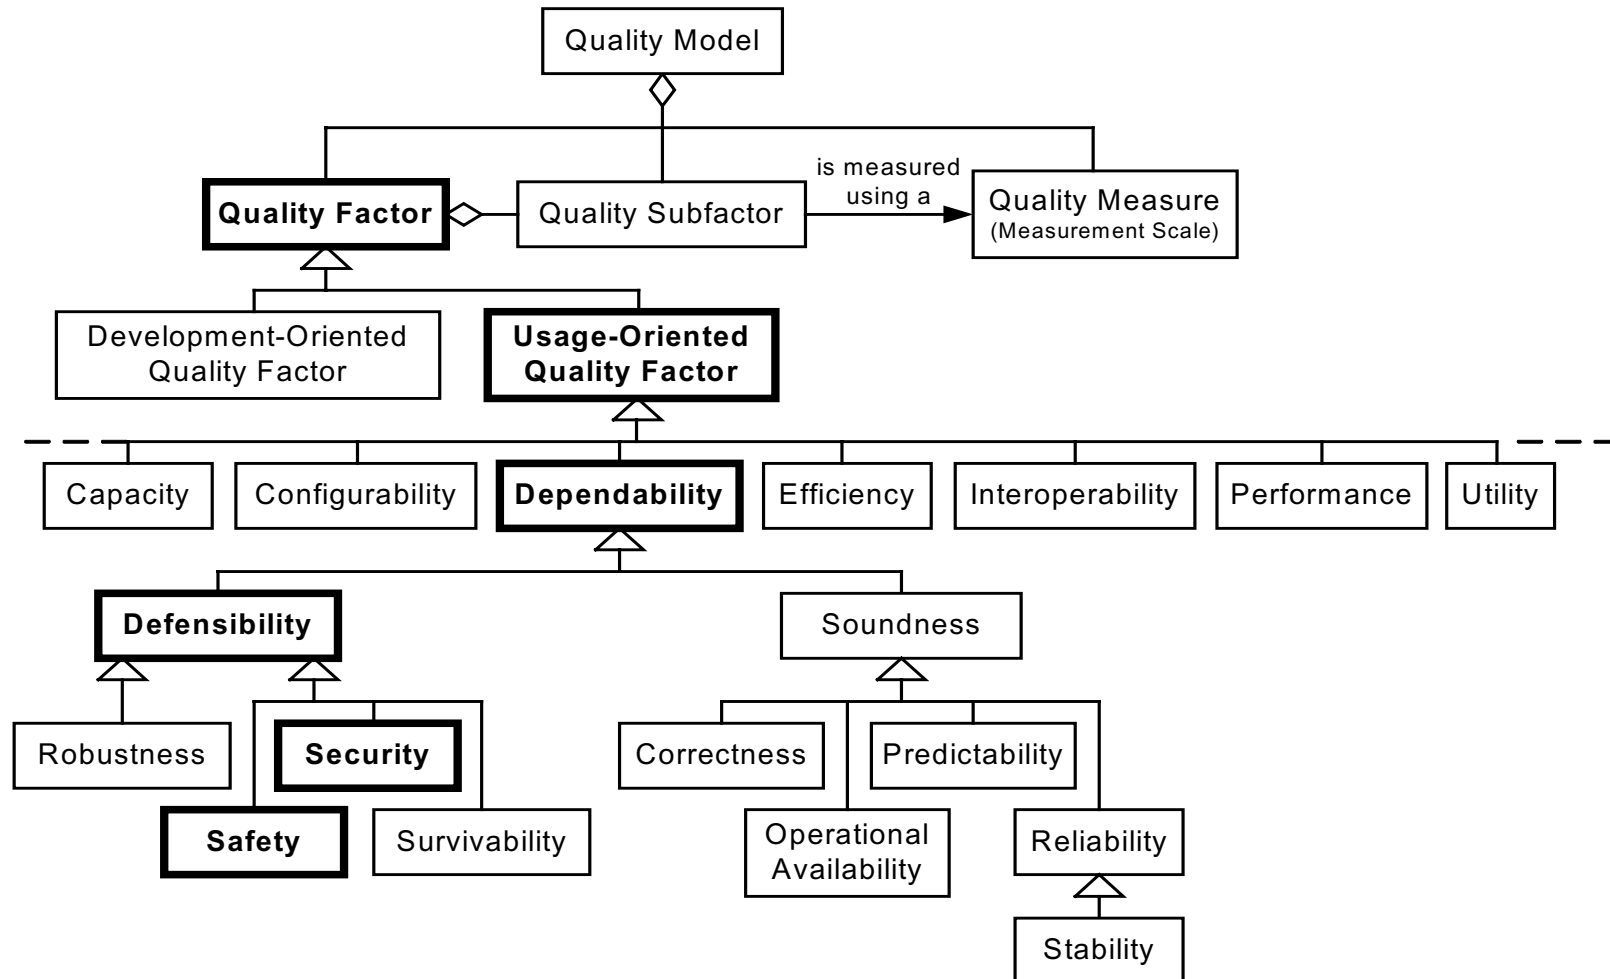 Quality Model
is measured
using a
Quality Factor
Quality Subfactor
Quality Measure
(Measurement Scale)
Development-Oriented
Quality Factor
Usage-Oriented
Quality Factor
Capacity
Configurability
Dependability
Efficiency
Interoperability
Performance
Utility
Defensibility
Soundness
Robustness
Security
Correctness
Predictability
Safety
Survivability
Operational
Availability
Reliability
Stability